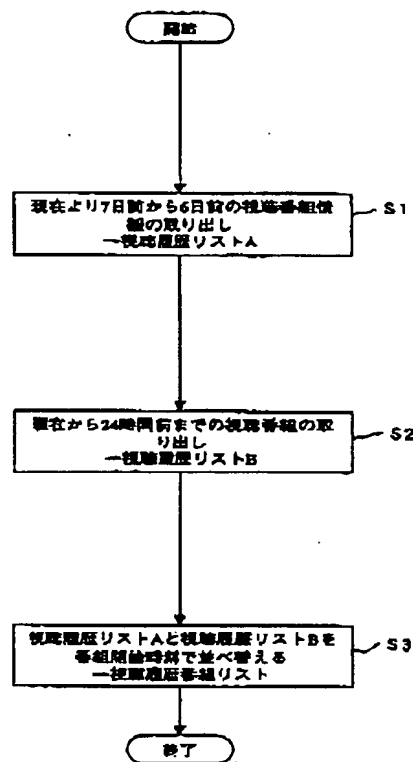 開始
現在より7日前から6日前の視聴番組情
報の取り出し
→視聴履歴リストA
S1
現在から24時間前までの視聴番組の取
り出し
→視聴履歴リストB
S2
視聴履歴リストAと視聴履歴リストBを
番組開始時刻で並べ替える
→視聴履歴番組リスト
S3
終了